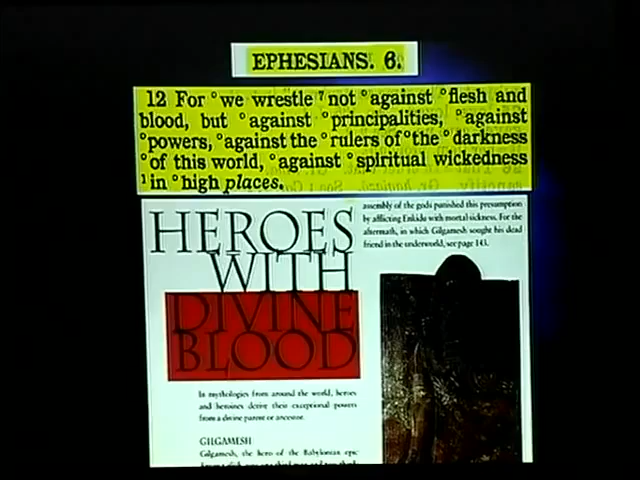 EPHESIANS. 6.
12 For °we wrestle ⁷not °against °flesh and
blood, but °against °principalities, °against
°powers, °against the °rulers of °the °darkness
°of this world, °against °spiritual wickedness
¹in °high places.
HEROES
WITH
DIVINE
BLOOD
assembly of the gods punished this presumption
by afflicting Enkidu with mortal sickness. For the
aftermath, in which Gilgamesh sought his dead
friend in the underworld, see page 143.
In mythologies from around the world, heroes
and heroines derive their exceptional powers
from a divine parent or ancestor.
GILGAMESH
Gilgamesh, the hero of the Babylonian epic